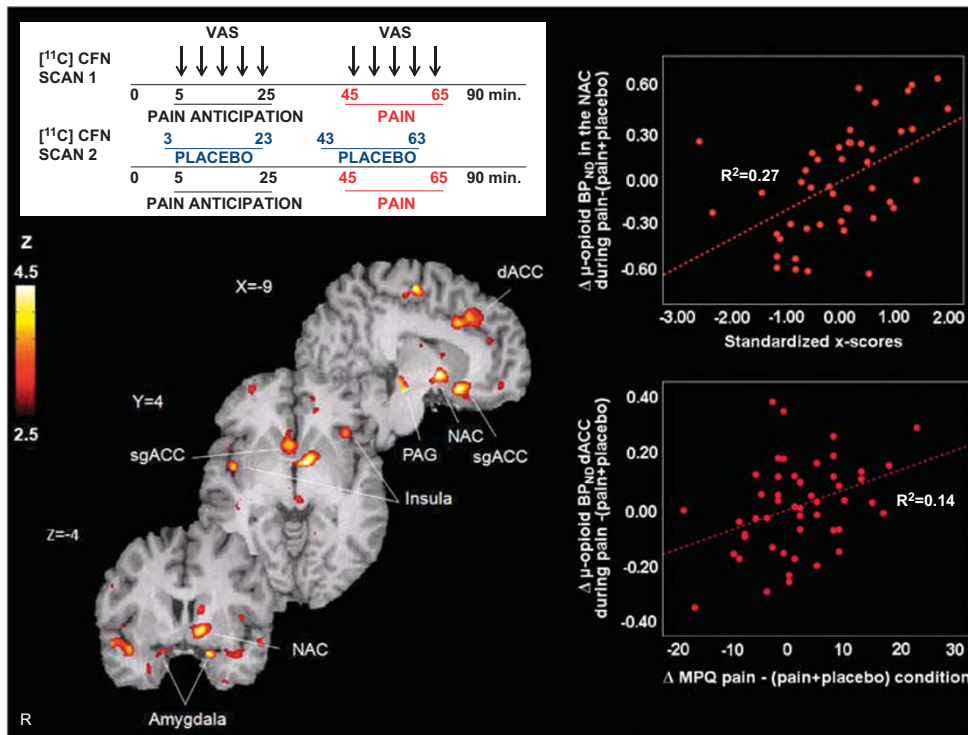 VAS VAS
[¹¹C] CFN
SCAN 1
0 5 25 45 65 90 min.
PAIN ANTICIPATION PAIN
[¹¹C] CFN
SCAN 2
3 23 43 63
PLACEBO PLACEBO
0 5 25 45 65 90 min.
PAIN ANTICIPATION PAIN
Z
4.5
2.5
X=-9
dACC
Y=4
sgACC
PAG
NAC
sgACC
Insula
Z=-4
NAC
Amygdala
R
Δ μ-opioid BPND in the NAC
during pain-(pain+placebo)
0.60
0.30
0.00
-0.30
-0.60
R²=0.27
-3.00 -2.00 -1.00 0.00 1.00 2.00
Standardized x-scores
Δ μ-opioid BPND dACC
during pain -(pain+placebo)
0.40
0.20
0.00
-0.20
-0.40
R²=0.14
-20 -10 0 10 20 30
Δ MPQ pain - (pain+placebo) condition